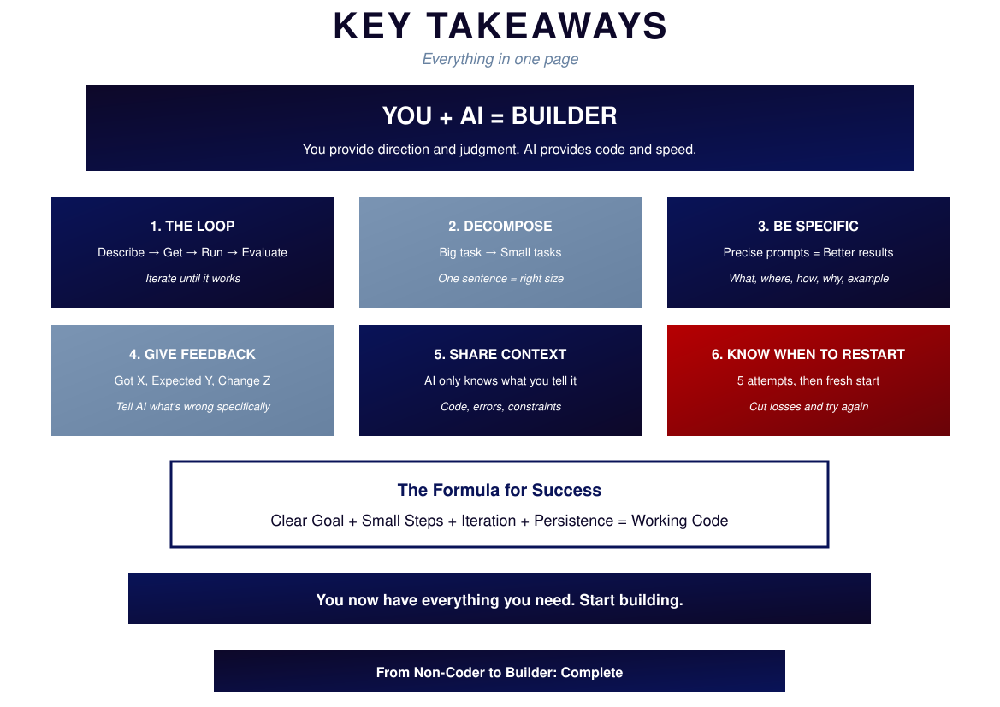 KEY TAKEAWAYS
Everything in one page
YOU + AI = BUILDER
You provide direction and judgment. AI provides code and speed.
1. THE LOOP
Describe → Get → Run → Evaluate
Iterate until it works
2. DECOMPOSE
Big task → Small tasks
One sentence = right size
3. BE SPECIFIC
Precise prompts = Better results
What, where, how, why, example
4. GIVE FEEDBACK
Got X, Expected Y, Change Z
Tell AI what's wrong specifically
5. SHARE CONTEXT
AI only knows what you tell it
Code, errors, constraints
6. KNOW WHEN TO RESTART
5 attempts, then fresh start
Cut losses and try again
The Formula for Success
Clear Goal + Small Steps + Iteration + Persistence = Working Code
You now have everything you need. Start building.
From Non-Coder to Builder: Complete